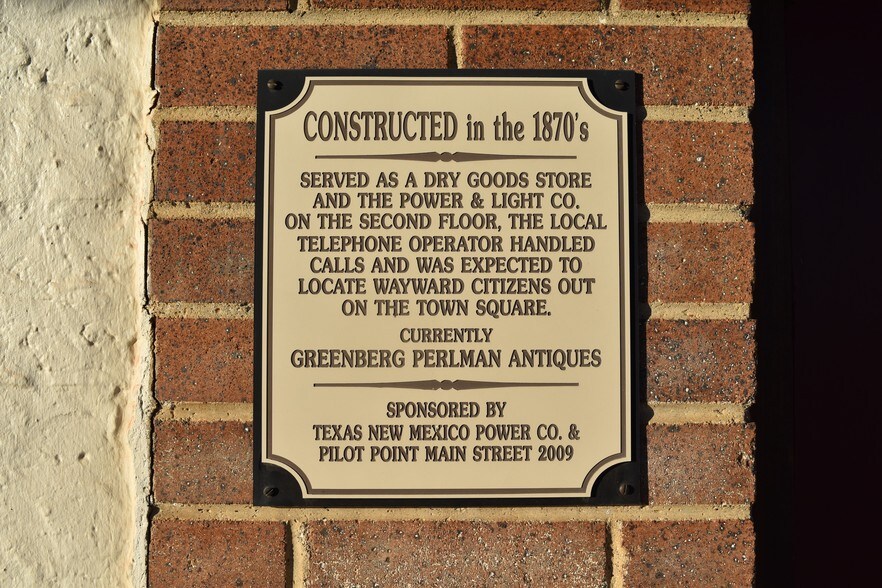 CONSTRUCTED in the 1870's
SERVED AS A DRY GOODS STORE
AND THE POWER & LIGHT CO.
ON THE SECOND FLOOR, THE LOCAL
TELEPHONE OPERATOR HANDLED
CALLS AND WAS EXPECTED TO
LOCATE WAYWARD CITIZENS OUT
ON THE TOWN SQUARE.
CURRENTLY
GREENBERG PERLMAN ANTIQUES
SPONSORED BY
TEXAS NEW MEXICO POWER CO. &
PILOT POINT MAIN STREET 2009